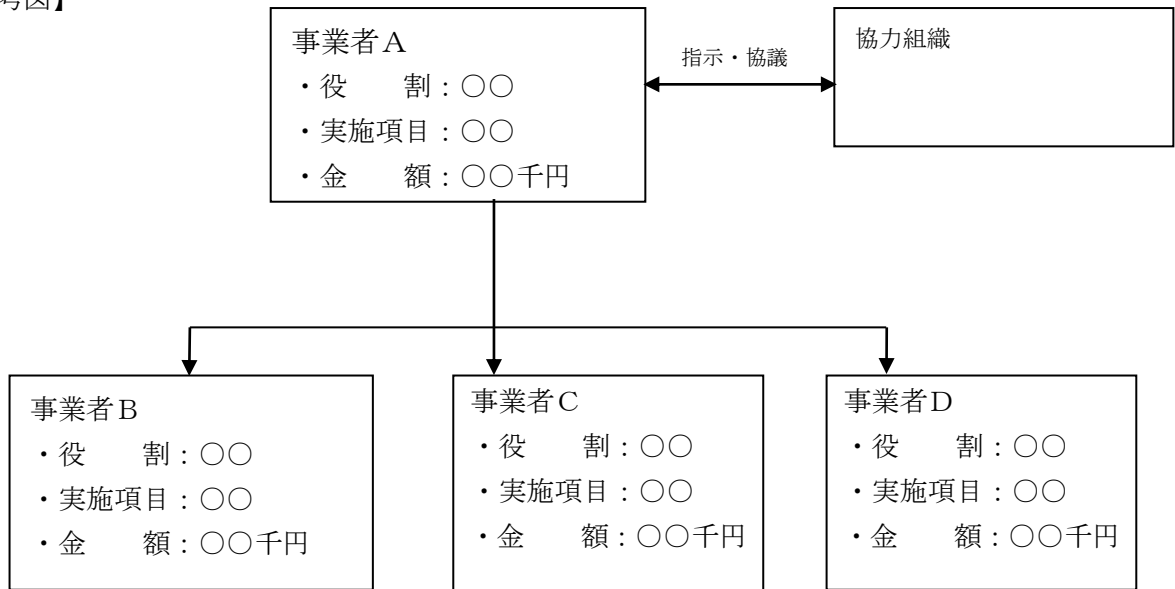 考図】
事業者Ａ
・役　　割：○○
・実施項目：○○
・金　　額：○○千円
指示・協議
協力組織
事業者Ｂ
・役　　割：○○
・実施項目：○○
・金　　額：○○千円
事業者Ｃ
・役　　割：○○
・実施項目：○○
・金　　額：○○千円
事業者Ｄ
・役　　割：○○
・実施項目：○○
・金　　額：○○千円